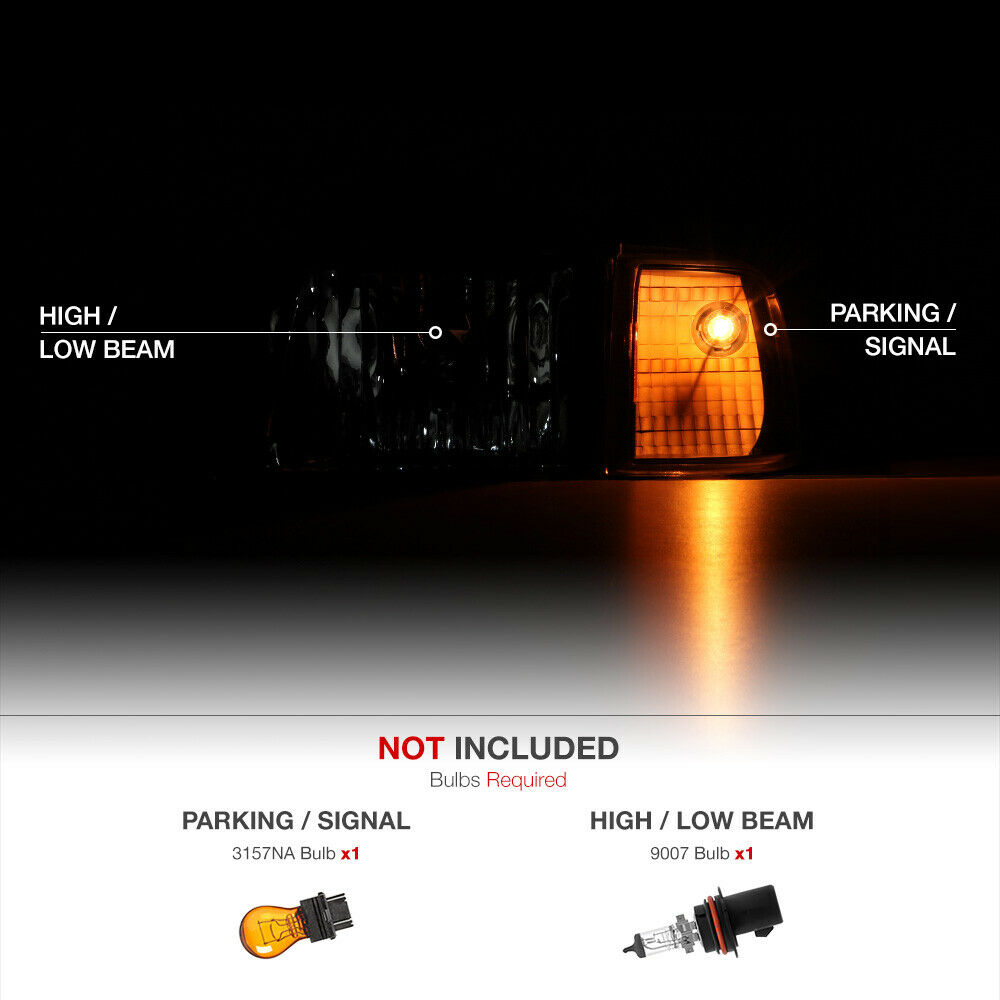 HIGH /
LOW BEAM
PARKING /
SIGNAL
NOT INCLUDED
Bulbs Required
PARKING / SIGNAL
3157NA Bulb x1
HIGH / LOW BEAM
9007 Bulb x1